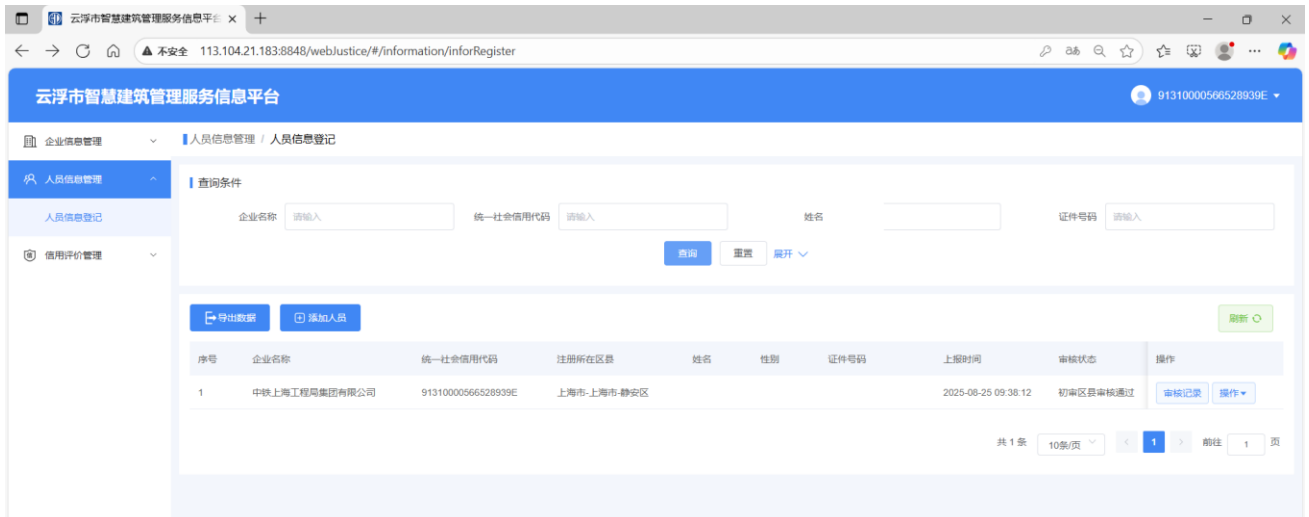 云浮市智慧建筑管理服务信息平台
不安全 113.104.21.183:8848/webJustice/#/information/inforRegister
云浮市智慧建筑管理服务信息平台 91310000566528939E
企业信息管理
人员信息管理 / 人员信息登记
人员信息管理
查询条件
人员信息登记
企业名称 请输入 统一社会信用代码 请输入 姓名 证件号码 请输入
信用评价管理
查询 重置 展开
导出数据 添加人员 刷新
序号 企业名称 统一社会信用代码 注册所在区县 姓名 性别 证件号码 上报时间 审核状态 操作
1 中铁上海工程局集团有限公司 91310000566528939E 上海市-上海市-静安区 2025-08-25 09:38:12 初审区县审核通过 审核记录 操作
共 1 条 10条/页 1 前往 1 页